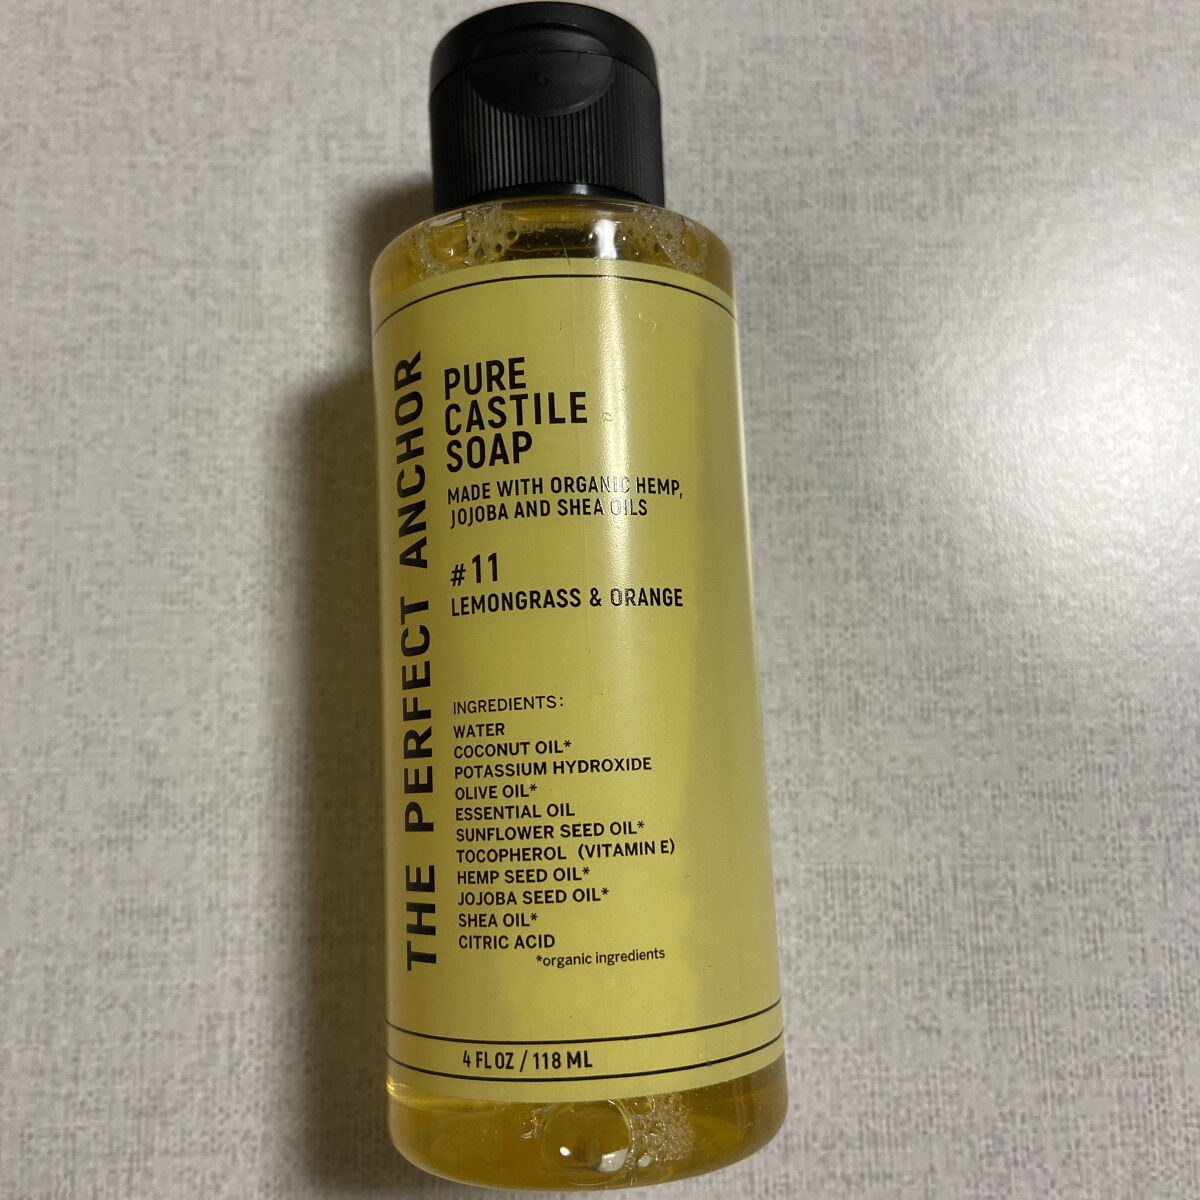 THE PERFECT ANCHOR
PURE
CASTILE
SOAP
MADE WITH ORGANIC HEMP,
JOJOBA AND SHEA OILS
#11
LEMONGRASS & ORANGE
INGREDIENTS:
WATER
COCONUT OIL*
POTASSIUM HYDROXIDE
OLIVE OIL*
ESSENTIAL OIL
SUNFLOWER SEED OIL*
TOCOPHEROL (VITAMIN E)
HEMP SEED OIL*
JOJOBA SEED OIL*
SHEA OIL*
CITRIC ACID
*organic ingredients
4 FL OZ / 118 ML